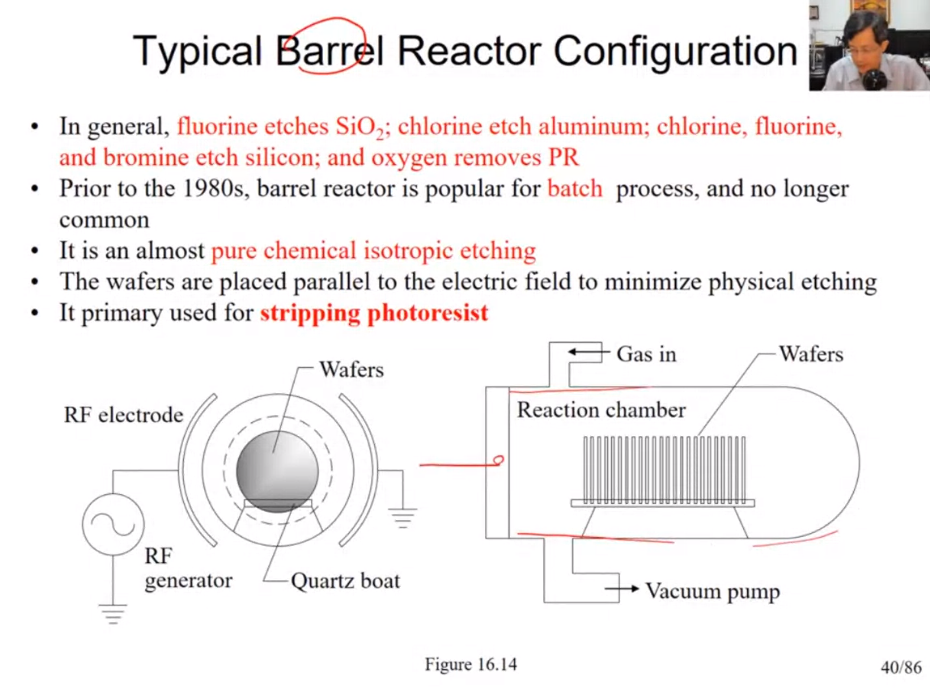 Typical Barrel Reactor Configuration
• In general, fluorine etches SiO₂; chlorine etch aluminum; chlorine, fluorine,
and bromine etch silicon; and oxygen removes PR
• Prior to the 1980s, barrel reactor is popular for batch process, and no longer
common
• It is an almost pure chemical isotropic etching
• The wafers are placed parallel to the electric field to minimize physical etching
• It primary used for stripping photoresist
Wafers
RF electrode
RF
generator
Quartz boat
Gas in
Wafers
Reaction chamber
Vacuum pump
Figure 16.14
40/86